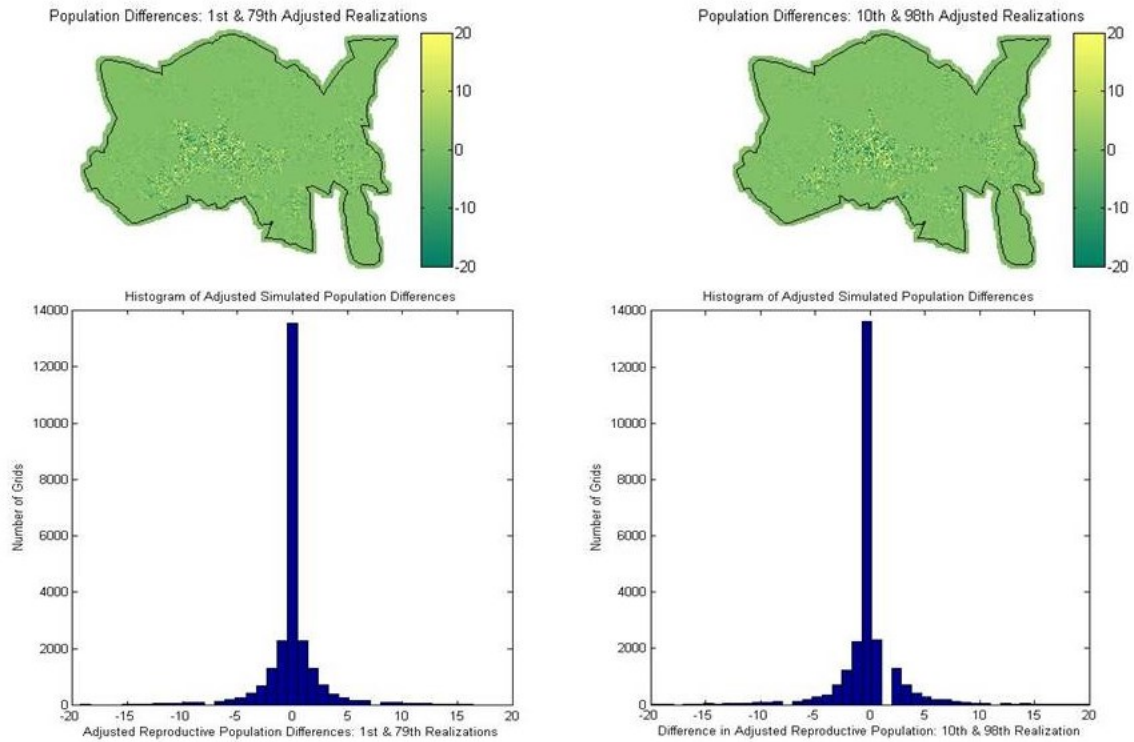 Population Differences: 1st & 79th Adjusted Realizations
20
10
0
-10
-20
Population Differences: 10th & 98th Adjusted Realizations
20
10
0
-10
-20
Histogram of Adjusted Simulated Population Differences
14000
12000
10000
8000
6000
4000
2000
0
Number of Grids
-20 -15 -10 -5 0 5 10 15 20
Adjusted Reproductive Population Differences: 1st & 79th Realizations
Histogram of Adjusted Simulated Population Differences
14000
12000
10000
8000
6000
4000
2000
0
Number of Grids
-20 -15 -10 -5 0 5 10 15 20
Difference in Adjusted Reproductive Population: 10th & 98th Realization